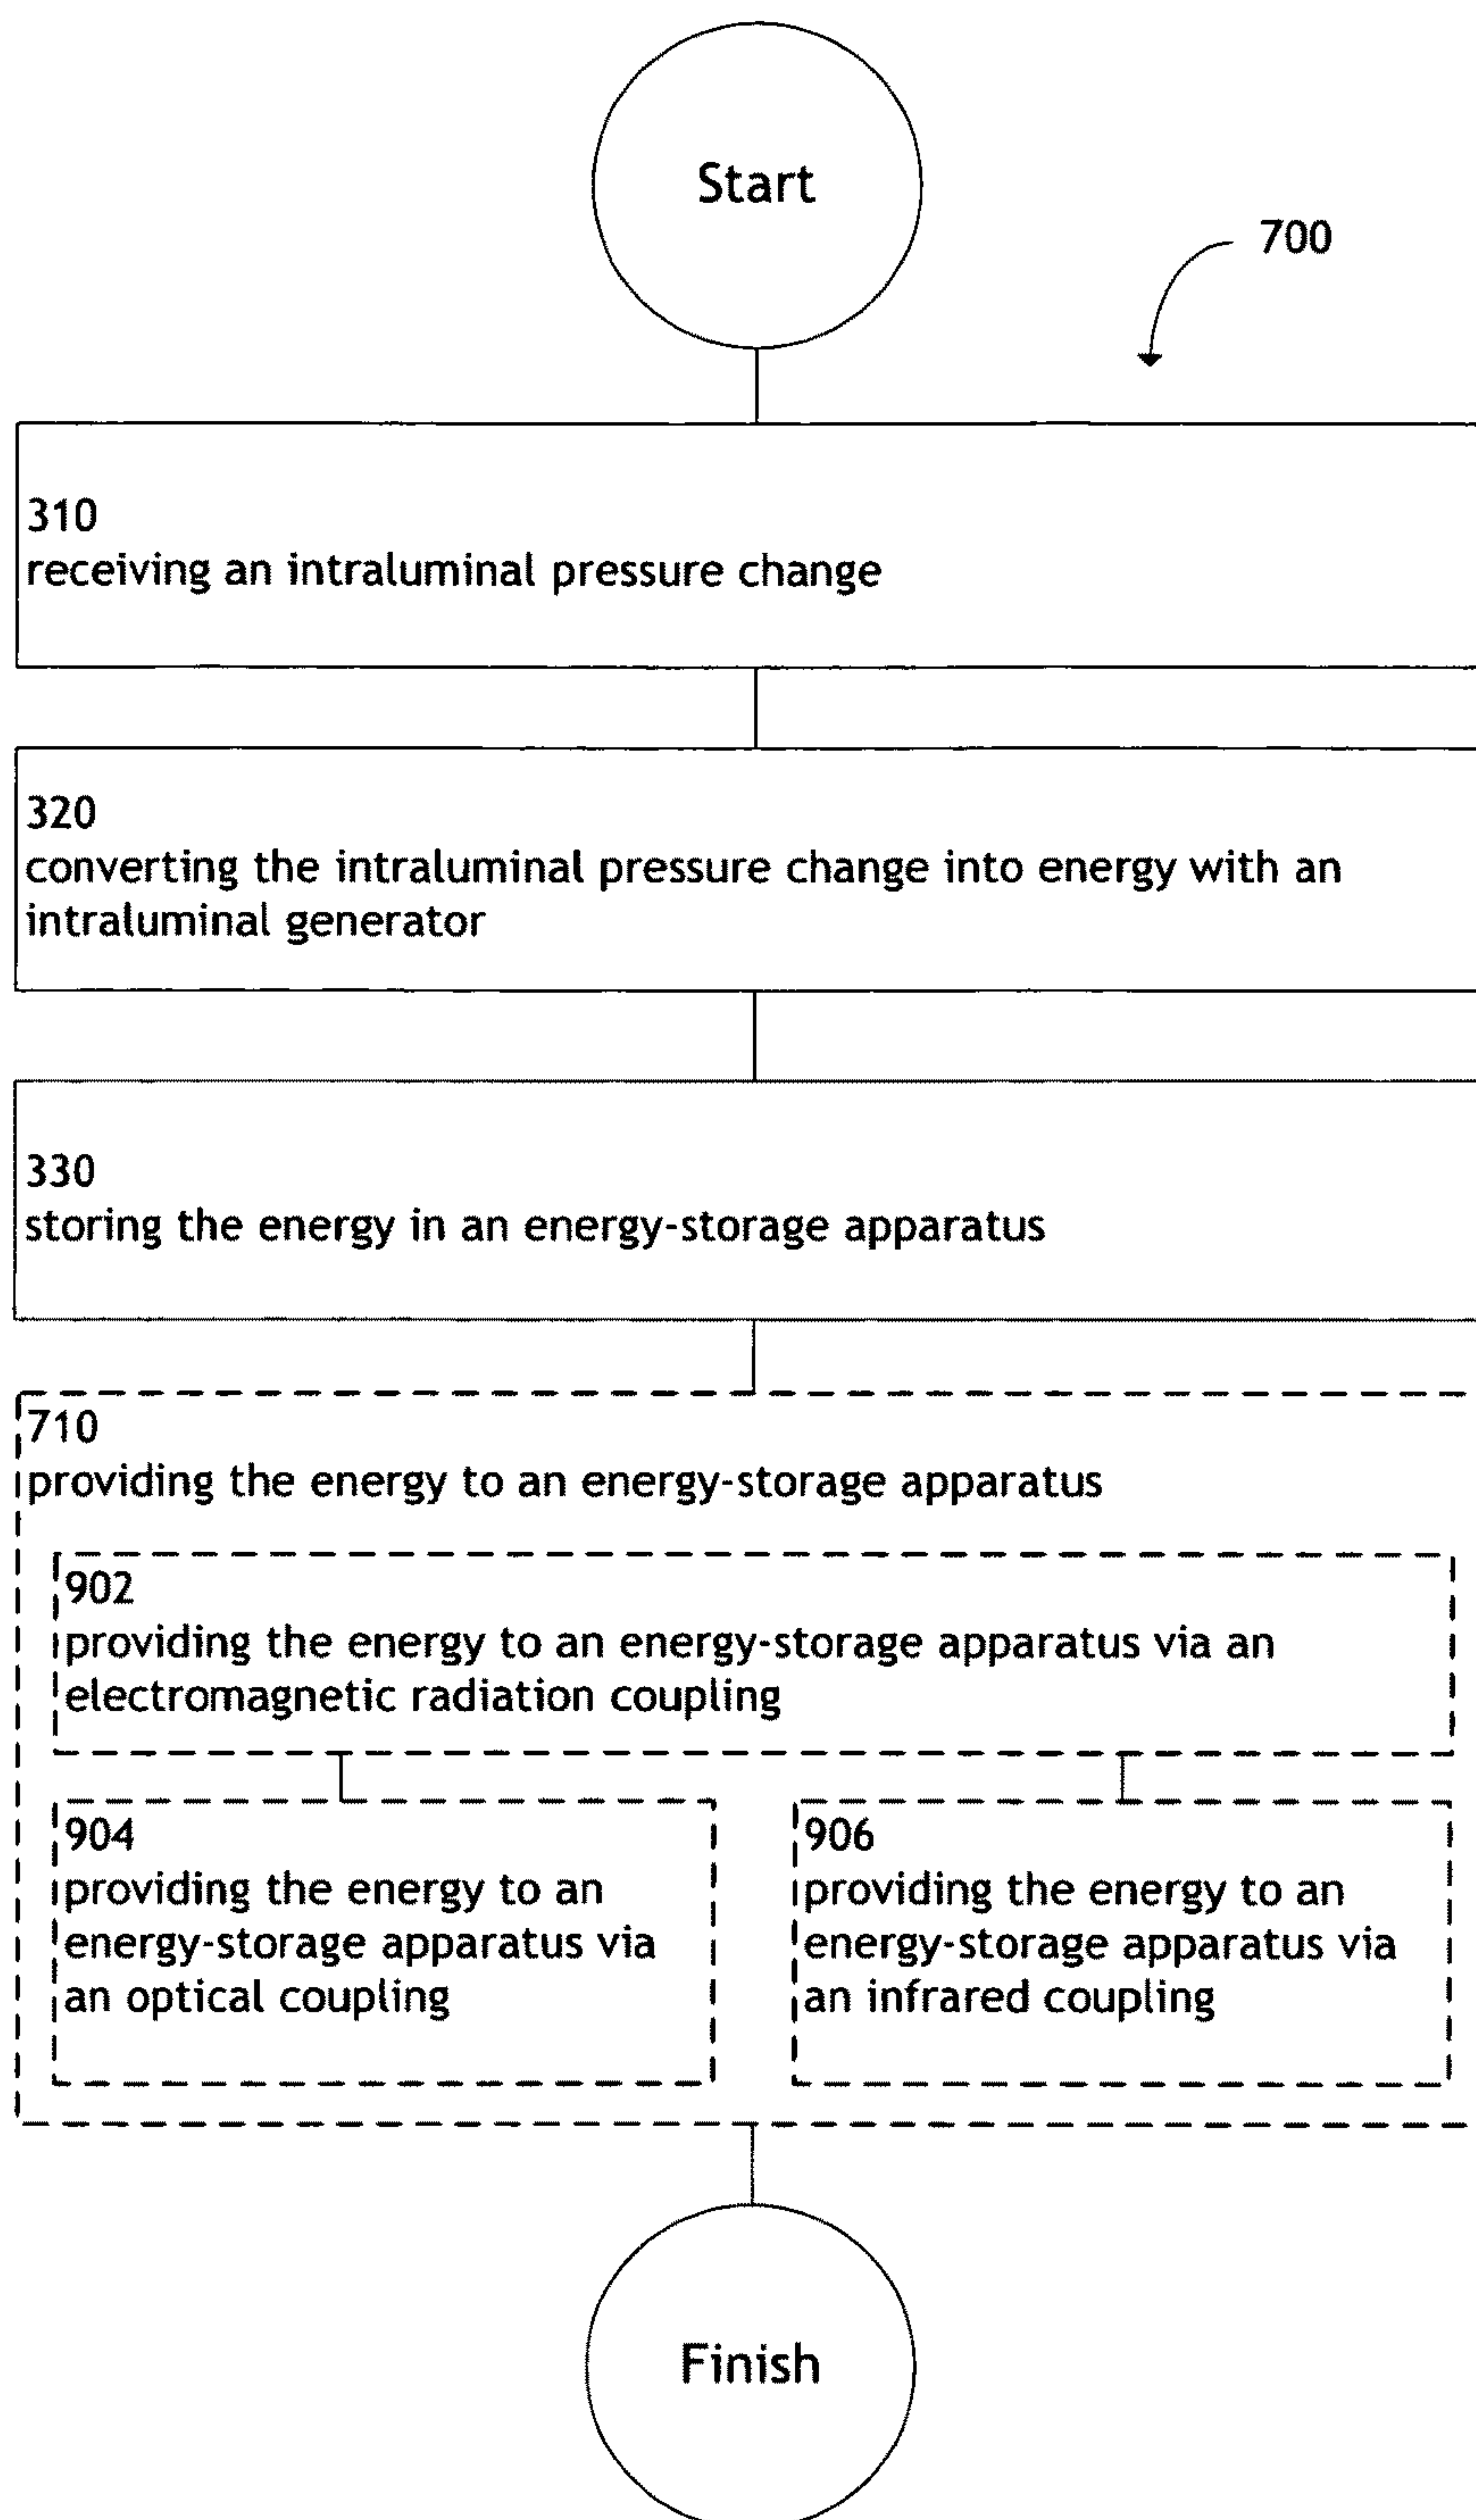 Start
700
310
receiving an intraluminal pressure change
320
converting the intraluminal pressure change into energy with an
intraluminal generator
330
storing the energy in an energy-storage apparatus
710
providing the energy to an energy-storage apparatus
902
providing the energy to an energy-storage apparatus via an
electromagnetic radiation coupling
904
providing the energy to an
energy-storage apparatus via
an optical coupling
906
providing the energy to an
energy-storage apparatus via
an infrared coupling
Finish